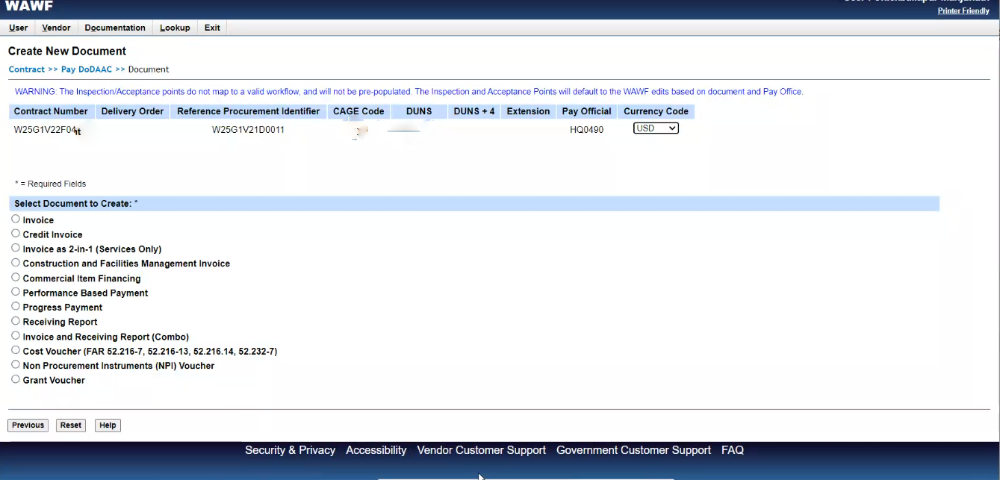 WAWF
Printer Friendly
User Vendor Documentation Lookup Exit
Create New Document
Contract >> Pay DoDAAC >> Document
WARNING: The Inspection/Acceptance points do not map to a valid workflow, and will not be pre-populated. The Inspection and Acceptance Points will default to the WAWF edits based on document and Pay Office.
Contract Number Delivery Order Reference Procurement Identifier CAGE Code DUNS DUNS + 4 Extension Pay Official Currency Code
W25G1V21D0011 HQ0490 USD
* = Required Fields
Select Document to Create: *
Invoice
Credit Invoice
Invoice as 2-in-1 (Services Only)
Construction and Facilities Management Invoice
Commercial Item Financing
Performance Based Payment
Progress Payment
Receiving Report
Invoice and Receiving Report (Combo)
Cost Voucher (FAR 52.216-7, 52.216-13, 52.216.14, 52.232-7)
Non Procurement Instruments (NPI) Voucher
Grant Voucher
Previous Reset Help
Security & Privacy Accessibility Vendor Customer Support Government Customer Support FAQ